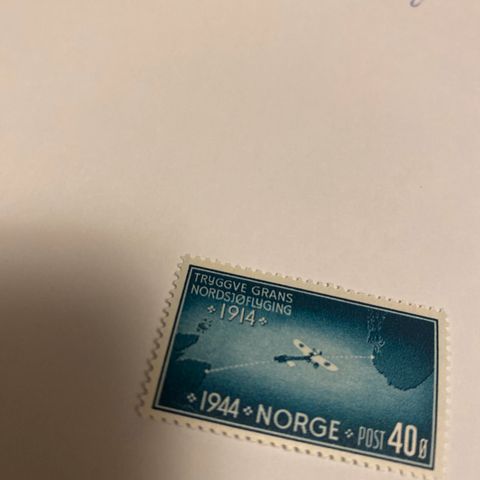 TRYGGVE GRANS
NORDSJØFLYGING
1914
1944 NORGE POST 40 Ø